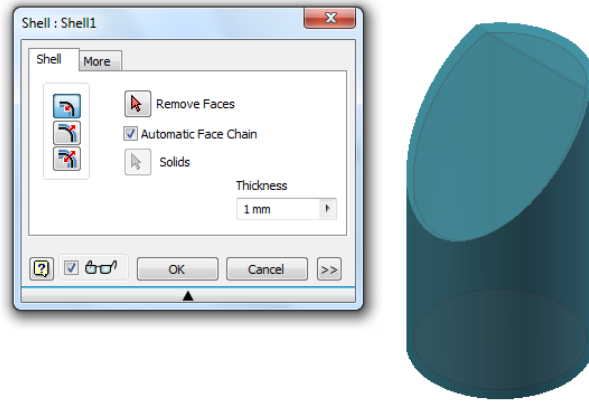 Shell : Shell1
Shell
More
Remove Faces
Automatic Face Chain
Solids
Thickness
1 mm
OK
Cancel
>>